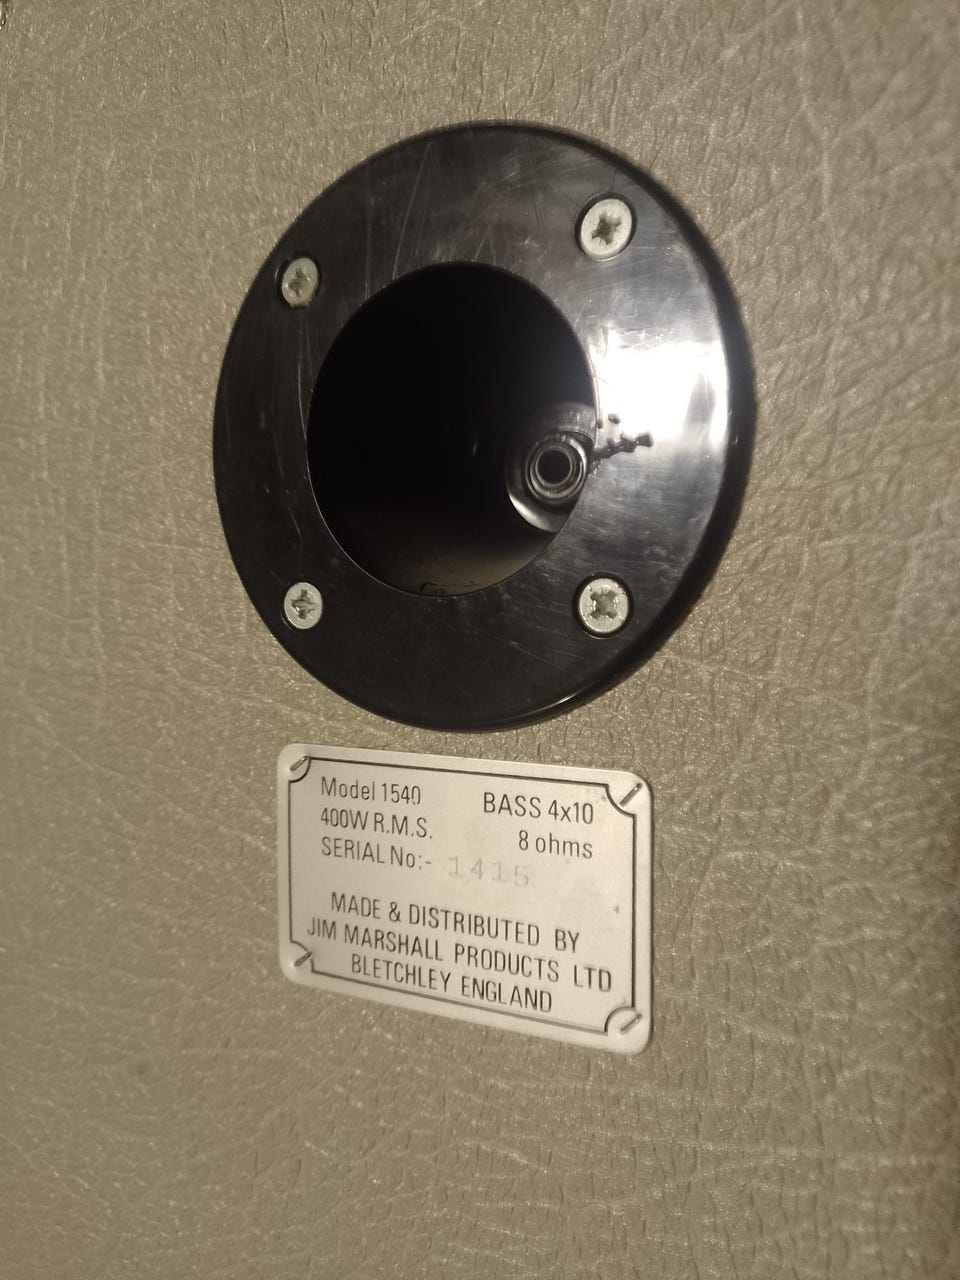 Model 1540 BASS 4x10
400W R.M.S. 8 ohms
SERIAL No:- 1415
MADE & DISTRIBUTED BY
JIM MARSHALL PRODUCTS LTD
BLETCHLEY ENGLAND